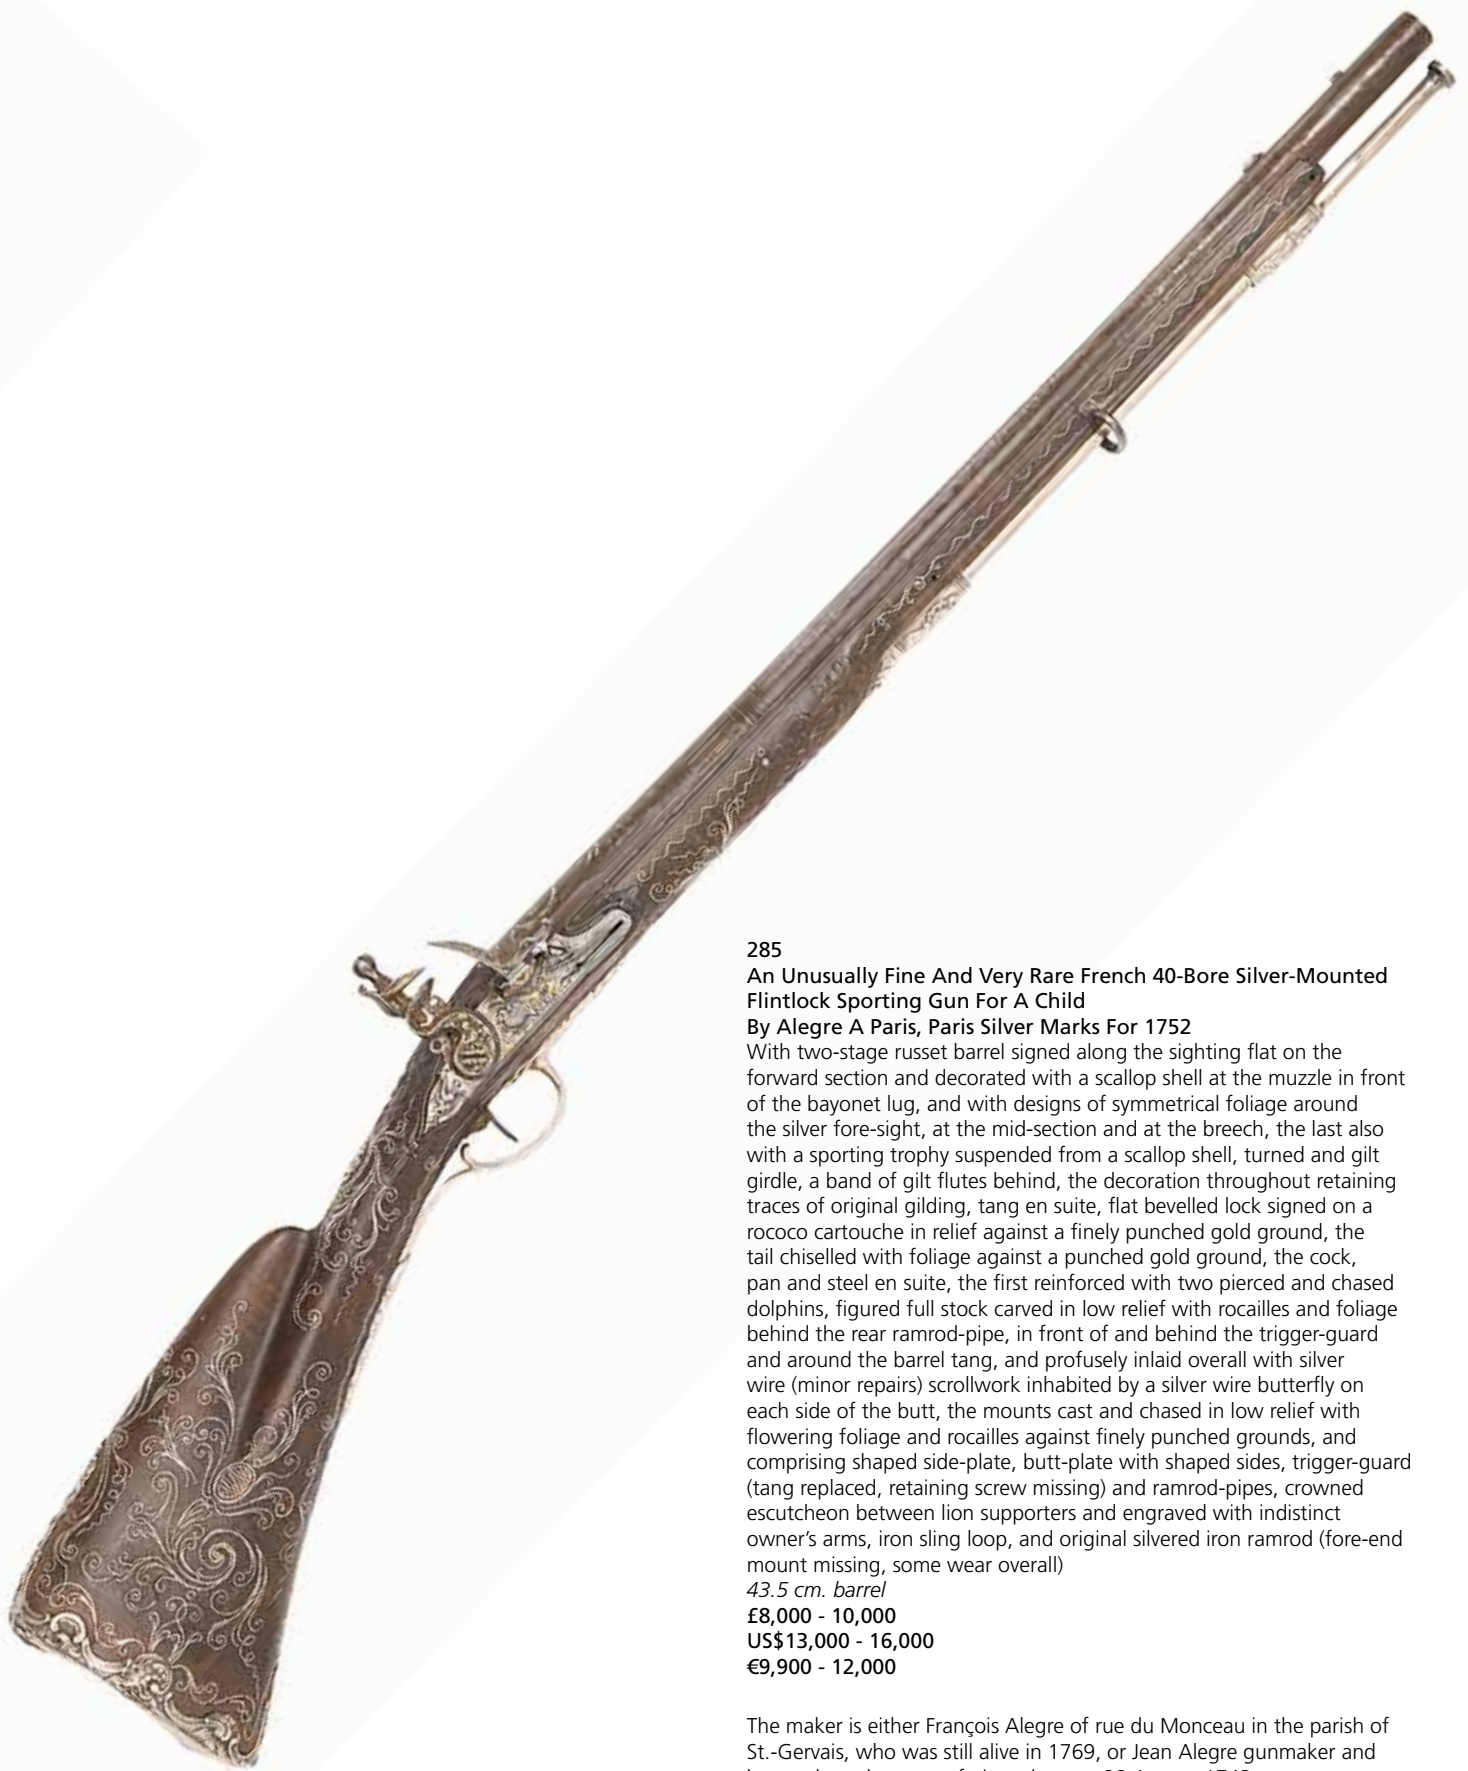 285
An Unusually Fine And Very Rare French 40-Bore Silver-Mounted
Flintlock Sporting Gun For A Child
By Alegre A Paris, Paris Silver Marks For 1752
With two-stage russet barrel signed along the sighting flat on the
forward section and decorated with a scallop shell at the muzzle in front
of the bayonet lug, and with designs of symmetrical foliage around
the silver fore-sight, at the mid-section and at the breech, the last also
with a sporting trophy suspended from a scallop shell, turned and gilt
girdle, a band of gilt flutes behind, the decoration throughout retaining
traces of original gilding, tang en suite, flat bevelled lock signed on a
rococo cartouche in relief against a finely punched gold ground, the
tail chiselled with foliage against a punched gold ground, the cock,
pan and steel en suite, the first reinforced with two pierced and chased
dolphins, figured full stock carved in low relief with rocailles and foliage
behind the rear ramrod-pipe, in front of and behind the trigger-guard
and around the barrel tang, and profusely inlaid overall with silver
wire (minor repairs) scrollwork inhabited by a silver wire butterfly on
each side of the butt, the mounts cast and chased in low relief with
flowering foliage and rocailles against finely punched grounds, and
comprising shaped side-plate, butt-plate with shaped sides, trigger-guard
(tang replaced, retaining screw missing) and ramrod-pipes, crowned
escutcheon between lion supporters and engraved with indistinct
owner's arms, iron sling loop, and original silvered iron ramrod (fore-end
mount missing, some wear overall)
43.5 cm. barrel
£8,000 - 10,000
US$13,000 - 16,000
€9,900 - 12,000
The maker is either François Alegre of rue du Monceau in the parish of
St.-Gervais, who was still alive in 1769, or Jean Alegre gunmaker and